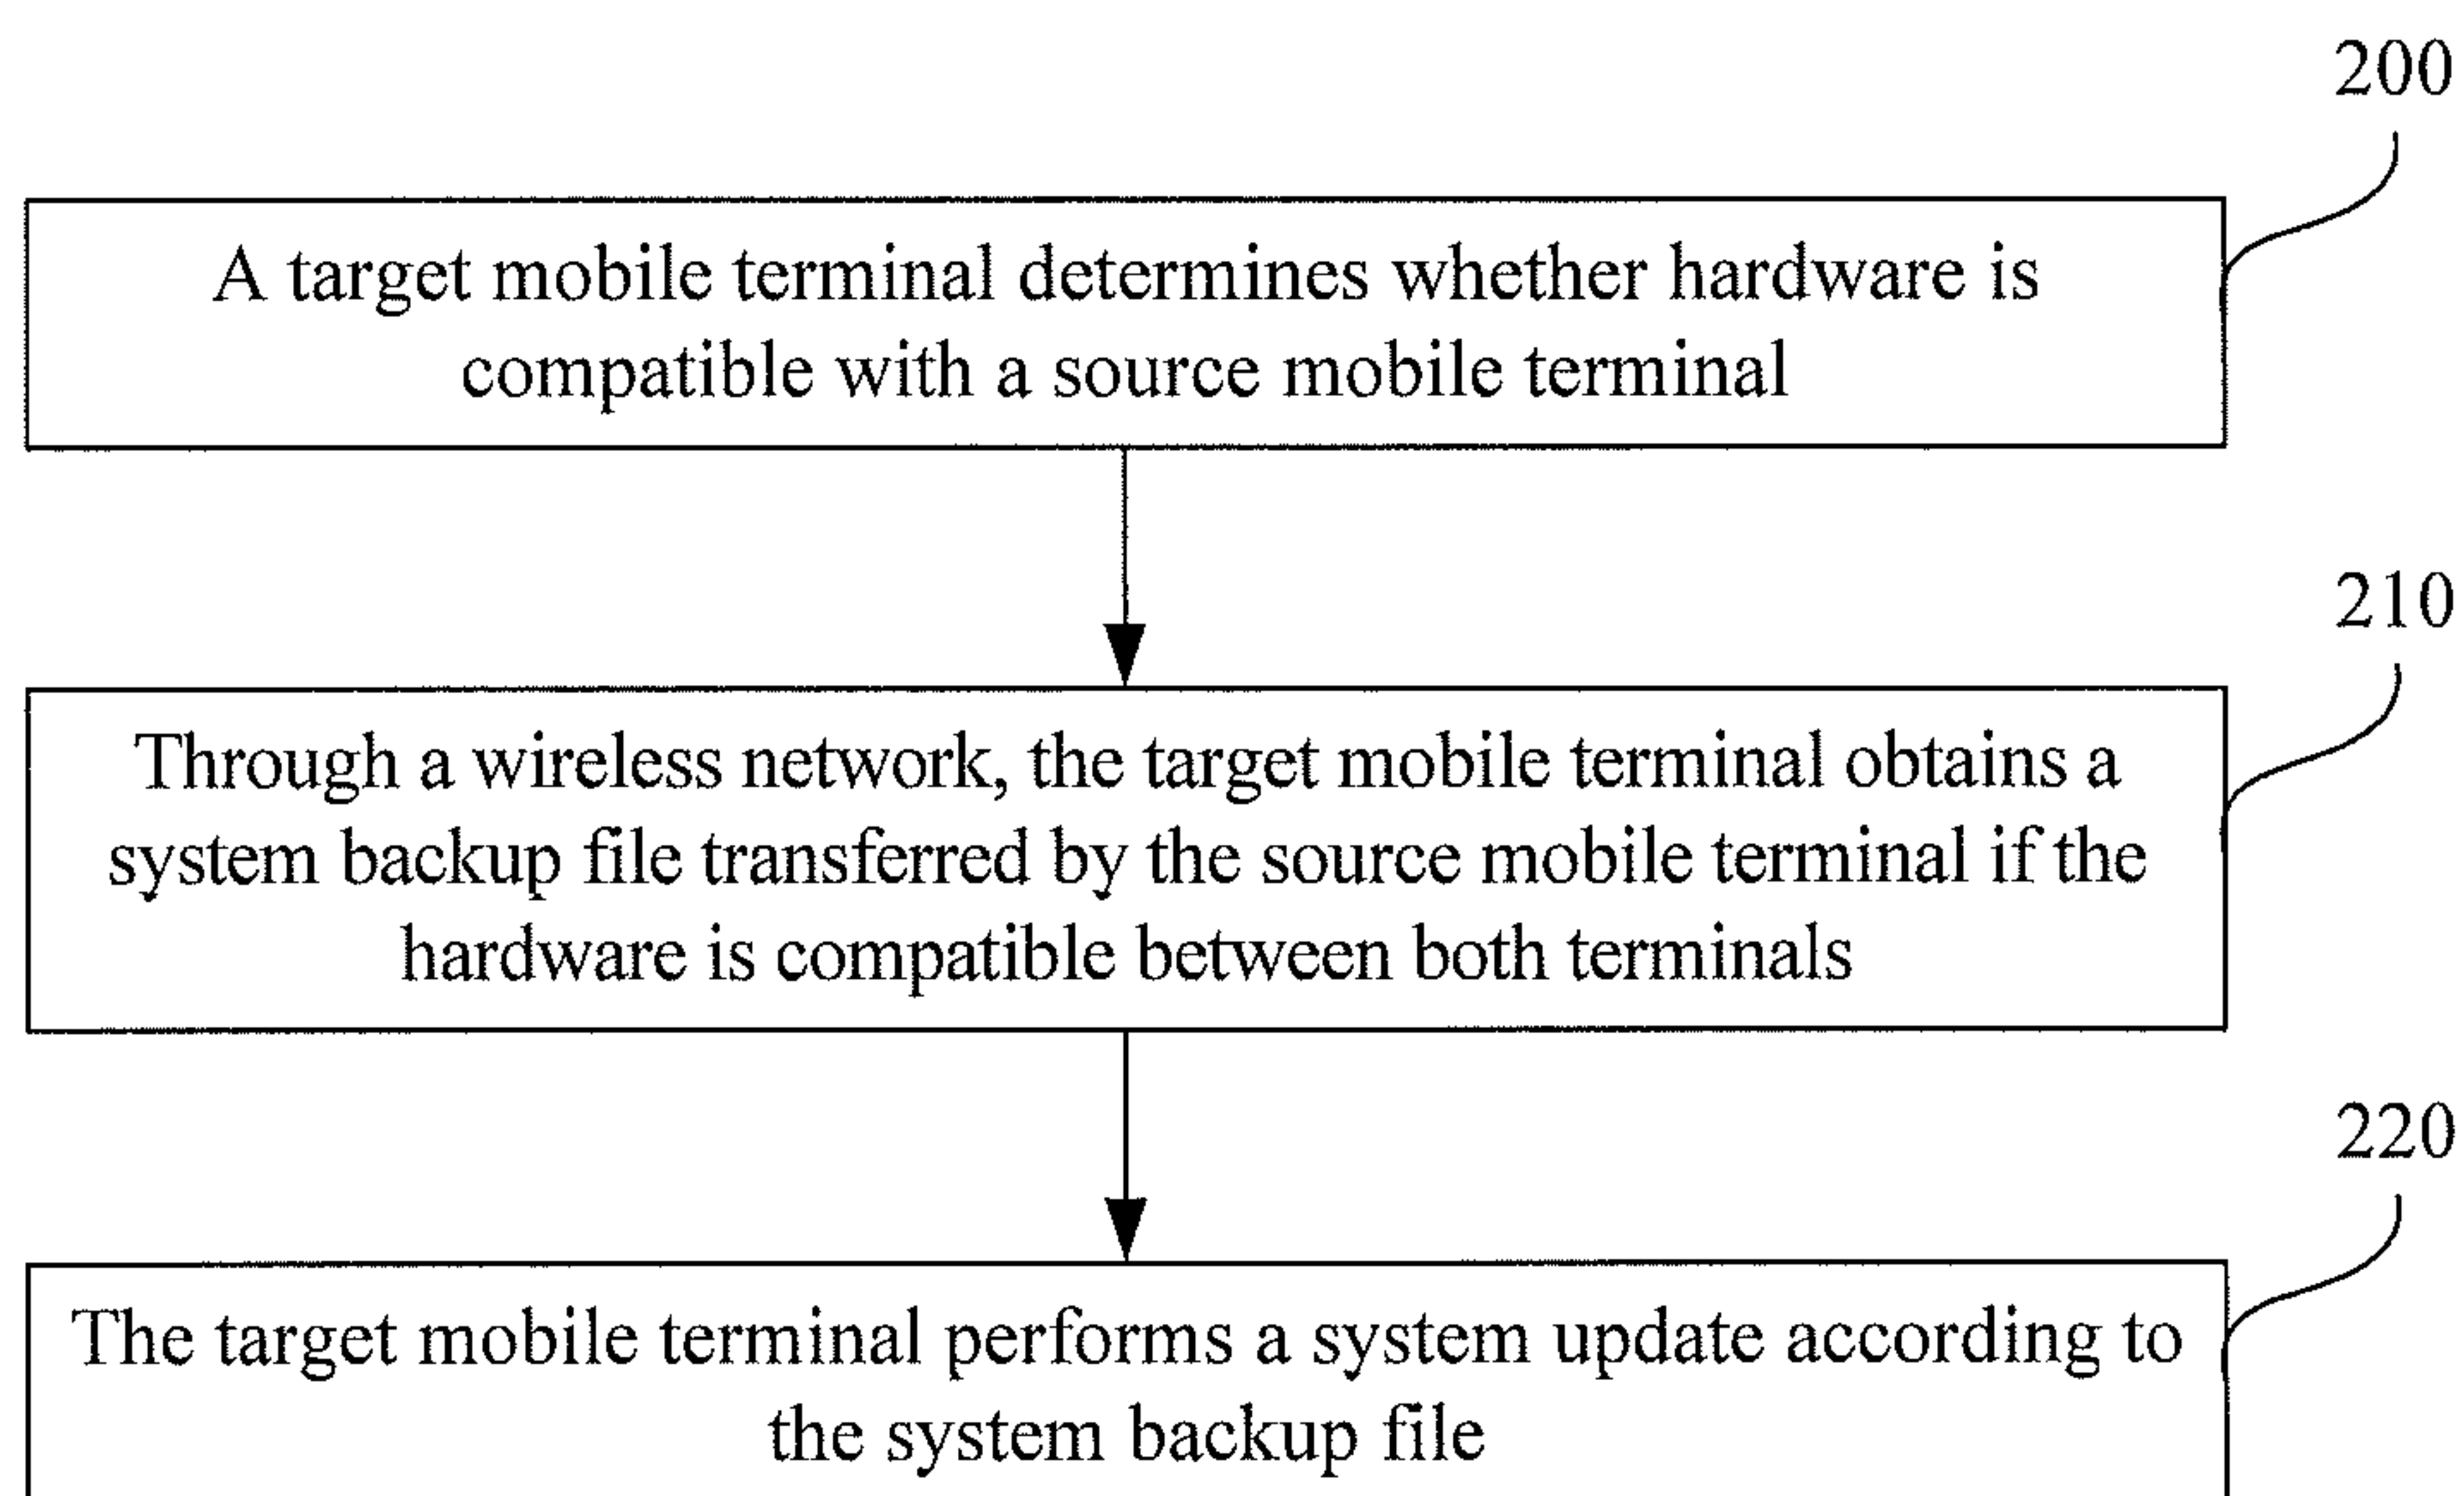 200
A target mobile terminal determines whether hardware is
compatible with a source mobile terminal
210
Through a wireless network, the target mobile terminal obtains a
system backup file transferred by the source mobile terminal if the
hardware is compatible between both terminals
220
The target mobile terminal performs a system update according to
the system backup file